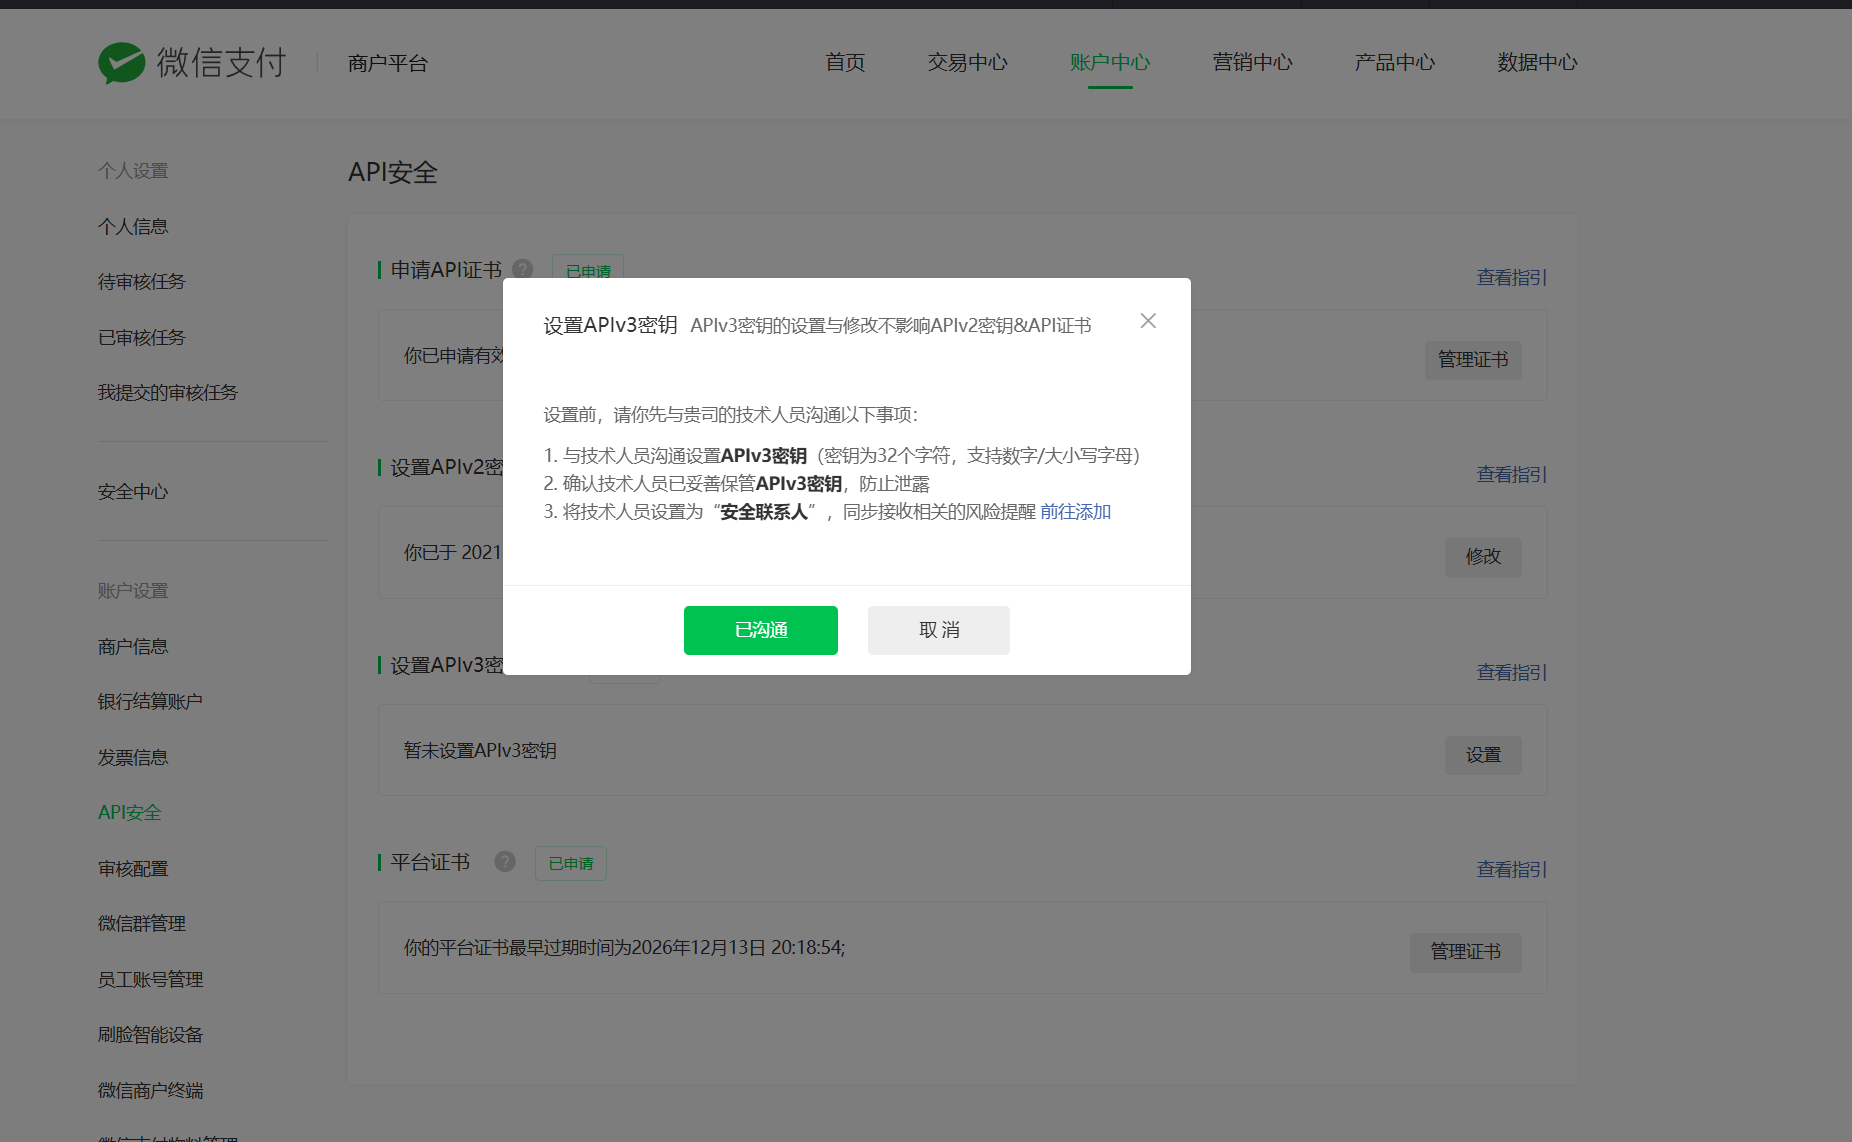 微信支付
商户平台
首页
交易中心
账户中心
营销中心
产品中心
数据中心
个人设置
个人信息
待审核任务
已审核任务
我提交的审核任务
安全中心
账户设置
商户信息
银行结算账户
发票信息
API安全
审核配置
微信群管理
员工账号管理
刷脸智能设备
微信商户终端
微信支付物料管理
API安全
申请API证书 ?
已申请
查看指引
你已申请有效
管理证书
设置APIv2密
查看指引
你已于 2021
修改
设置APIv3密
查看指引
暂未设置APIv3密钥
设置
平台证书 ?
已申请
查看指引
你的平台证书最早过期时间为2026年12月13日 20:18:54;
管理证书
设置APIv3密钥 APIv3密钥的设置与修改不影响APIv2密钥&API证书
设置前，请你先与贵司的技术人员沟通以下事项：
1. 与技术人员沟通设置APIv3密钥（密钥为32个字符，支持数字/大小写字母）
2. 确认技术人员已妥善保管APIv3密钥，防止泄露
3. 将技术人员设置为“安全联系人”，同步接收相关的风险提醒 前往添加
已沟通
取 消